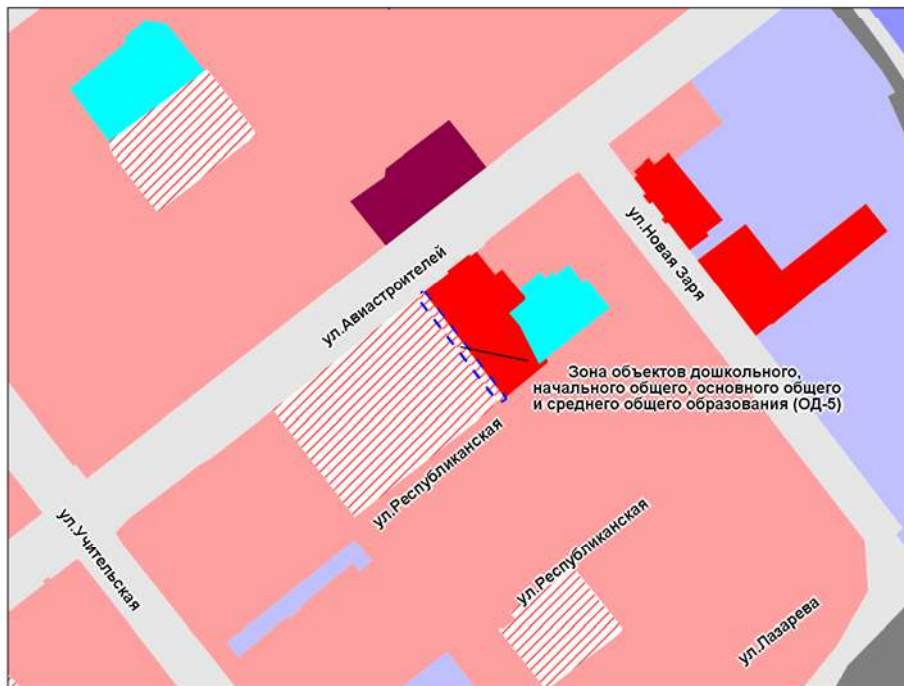 ул.Новая Заря
ул.Авиастроителей
Зона объектов дошкольного,
начального общего, основного общего
и среднего общего образования (ОД-5)
ул.Республиканская
ул.Республиканская
ул.Учительская
ул.Лазарева